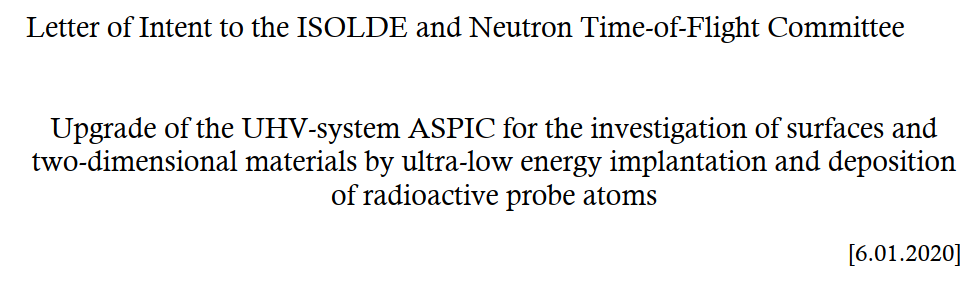 Letter of Intent to the ISOLDE and Neutron Time-of-Flight Committee
Upgrade of the UHV-system ASPIC for the investigation of surfaces and
two-dimensional materials by ultra-low energy implantation and deposition
of radioactive probe atoms
[6.01.2020]